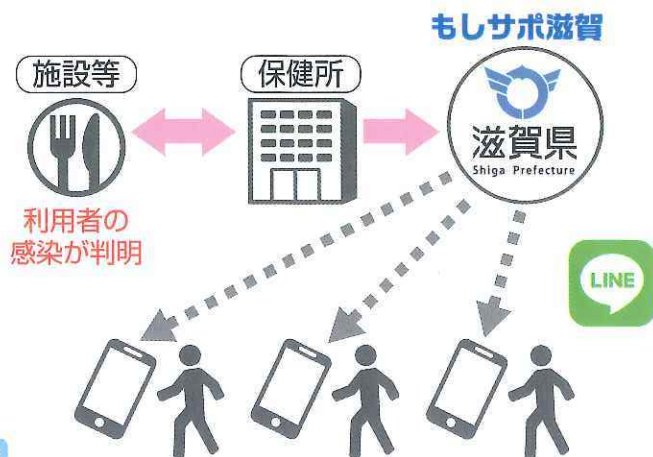 もしサポ滋賀
施設等
保健所
滋賀県
Shiga Prefecture
利用者の
感染が判明
LINE